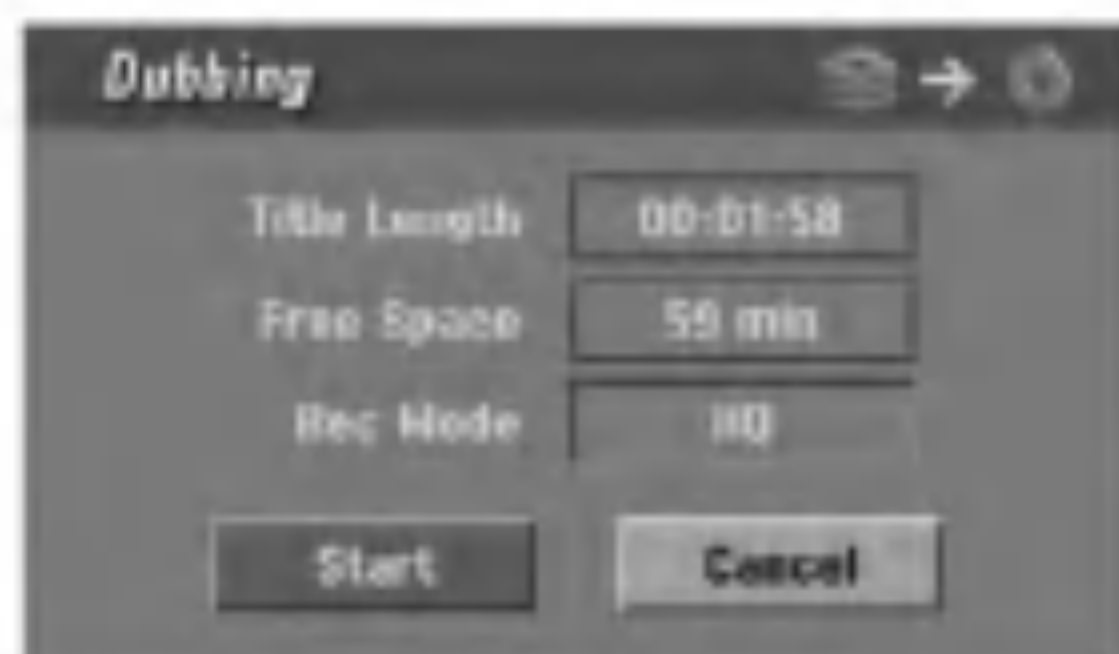 Dubbing
Title Length 00:01:58
Free Space 59 min
Rec Mode HQ
Start Cancel